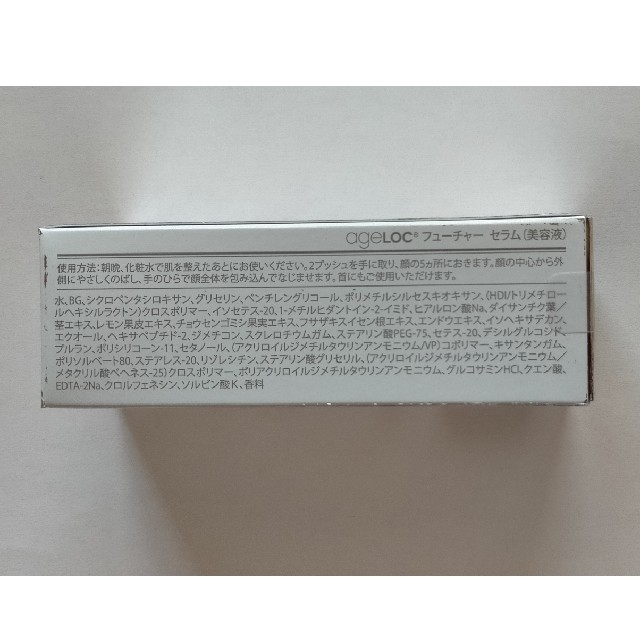 ageLOC® フューチャー セラム（美容液）
使用方法：朝晩、化粧水で肌を整えたあとにお使いください。2プッシュを手に取り、顔の5ヵ所におきます。顔の中心から外
側にやさしくのばし、手のひらで顔全体を包み込んでなじませます。首にもご使用いただけます。
水、BG、シクロペンタシロキサン、グリセリン、ペンチレングリコール、ポリメチルシルセスキオキサン、（HDI/トリメチロー
ルヘキシルラクトン）クロスポリマー、イソセテス-20、1-メチルヒダントイン-2-イミド、ヒアルロン酸Na、ダイサンチク葉／
茎エキス、レモン果皮エキス、チョウセンゴミシ果実エキス、フサザキスイセン根エキス、エンドウエキス、イソヘキサデカン、
エクオール、ヘキサペプチド-2、ジメチコン、スクレロチウムガム、ステアリン酸PEG-75、セテス-20、デシルグルコシド、
プルラン、ポリシリコーン-11、セタノール、（アクリロイルジメチルタウリンアンモニウム/VP）コポリマー、キサンタンガム、
ポリソルベート80、ステアレス-20、リゾレシチン、ステアリン酸グリセリル、（アクリロイルジメチルタウリンアンモニウム／
メタクリル酸ベヘネス-25）クロスポリマー、ポリアクリロイルジメチルタウリンアンモニウム、グルコサミンHCl、クエン酸、
EDTA-2Na、クロルフェネシン、ソルビン酸K、香料